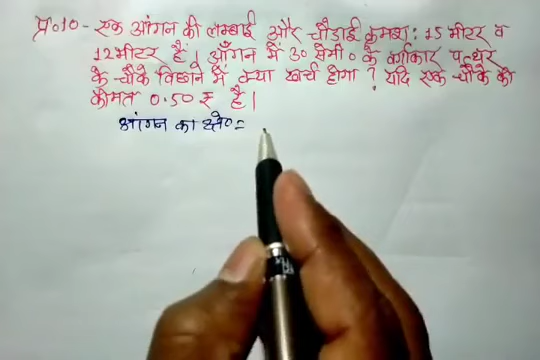 प्र०10- एक आंगन की लम्बाई और चौड़ाई क्रमश: 15 मीटर व
12 मीटर है। आँगन में 30 सेमी० के वर्गाकार पत्थर
के चौके बिछाने में क्या खर्च होगा ? यदि एक चौके की
कीमत 0.50 ₹ है।
आंगन का क्षे० =